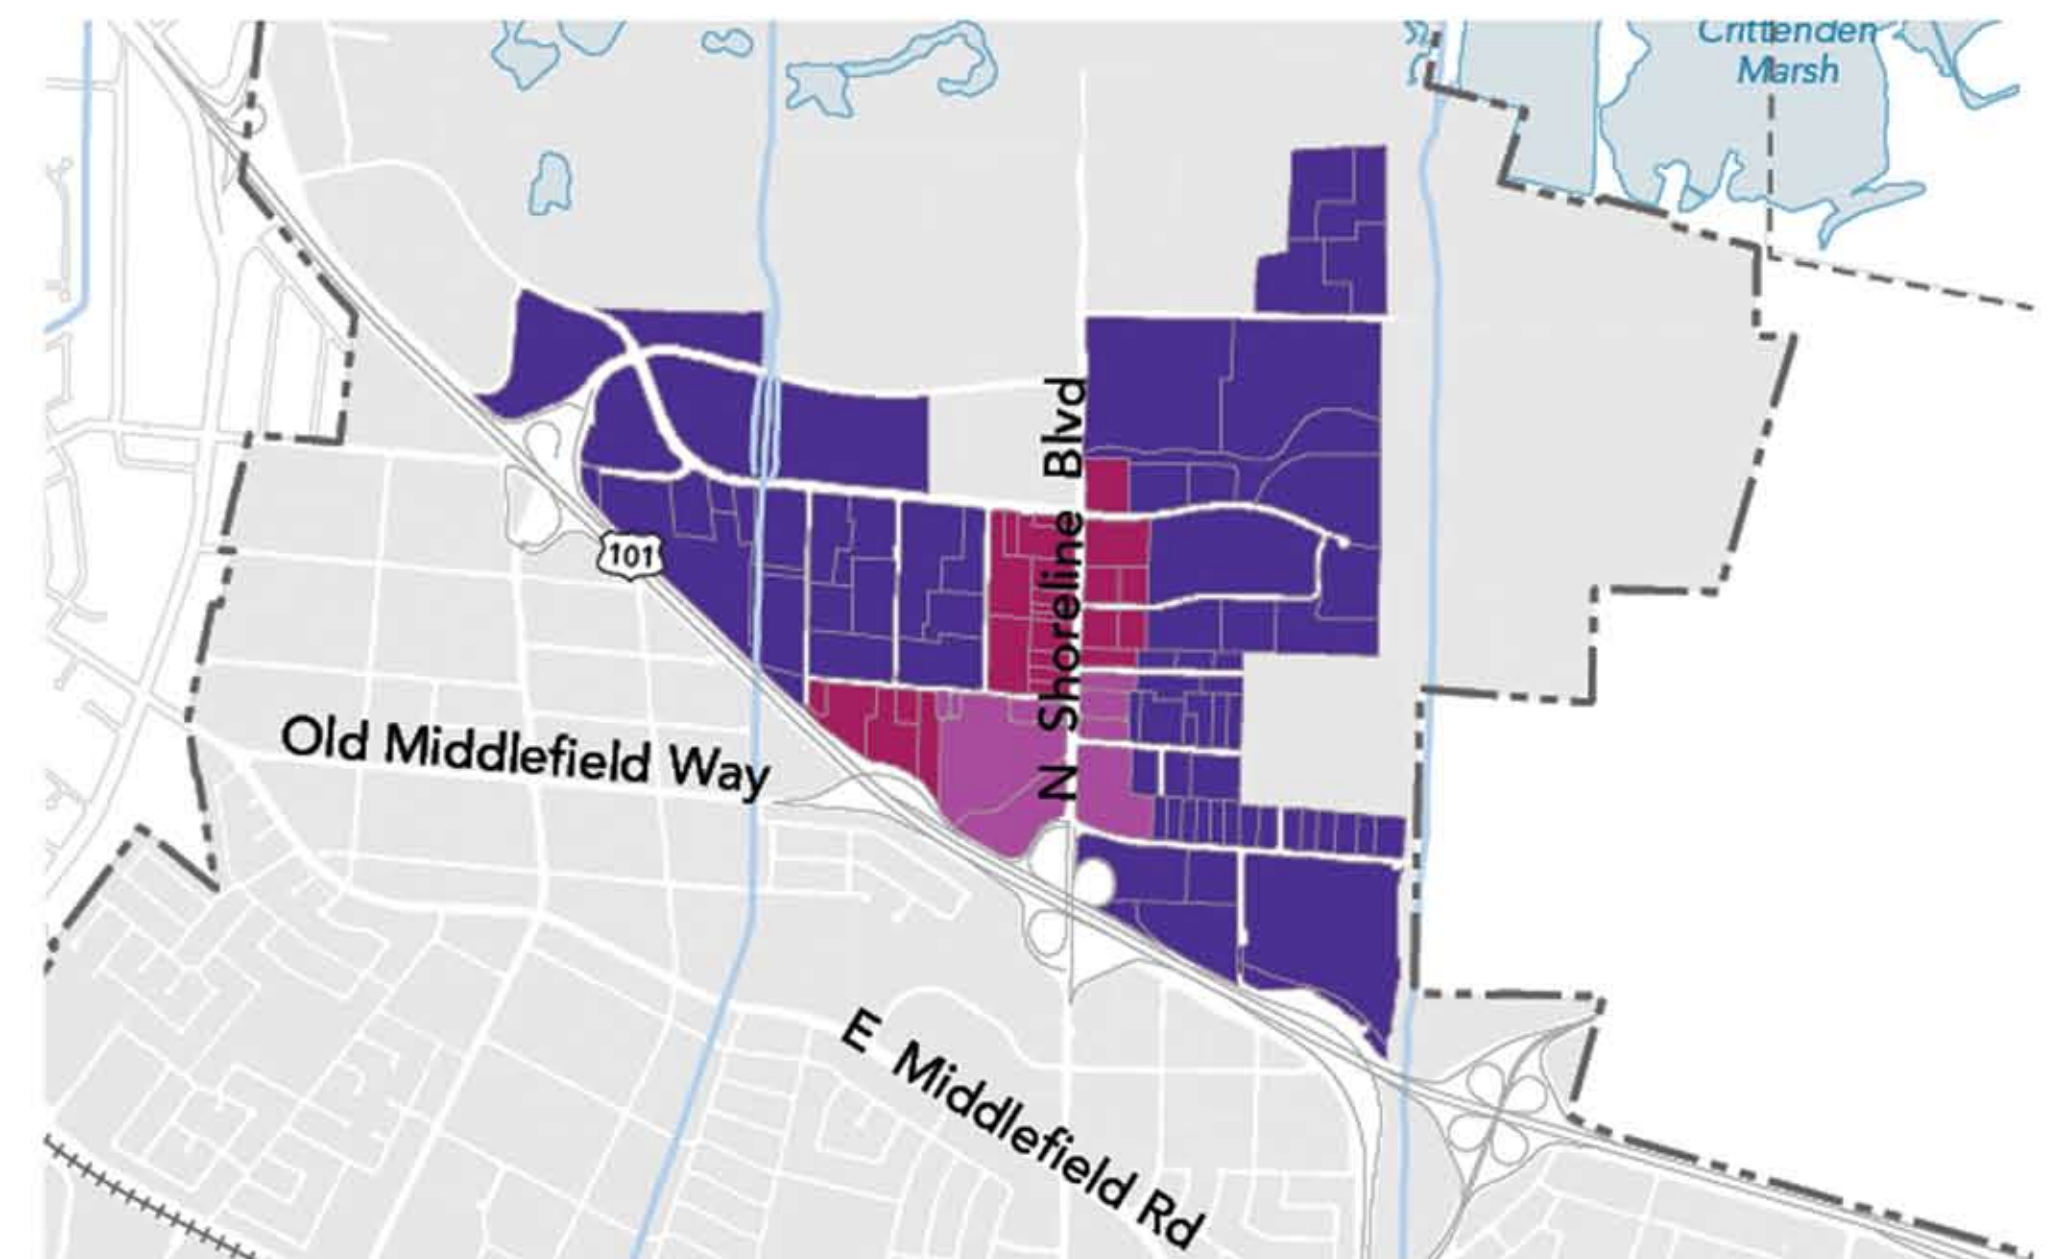 Crittenden
Marsh
N Shoreline Blvd
101
Old Middlefield Way
E Middlefield Rd